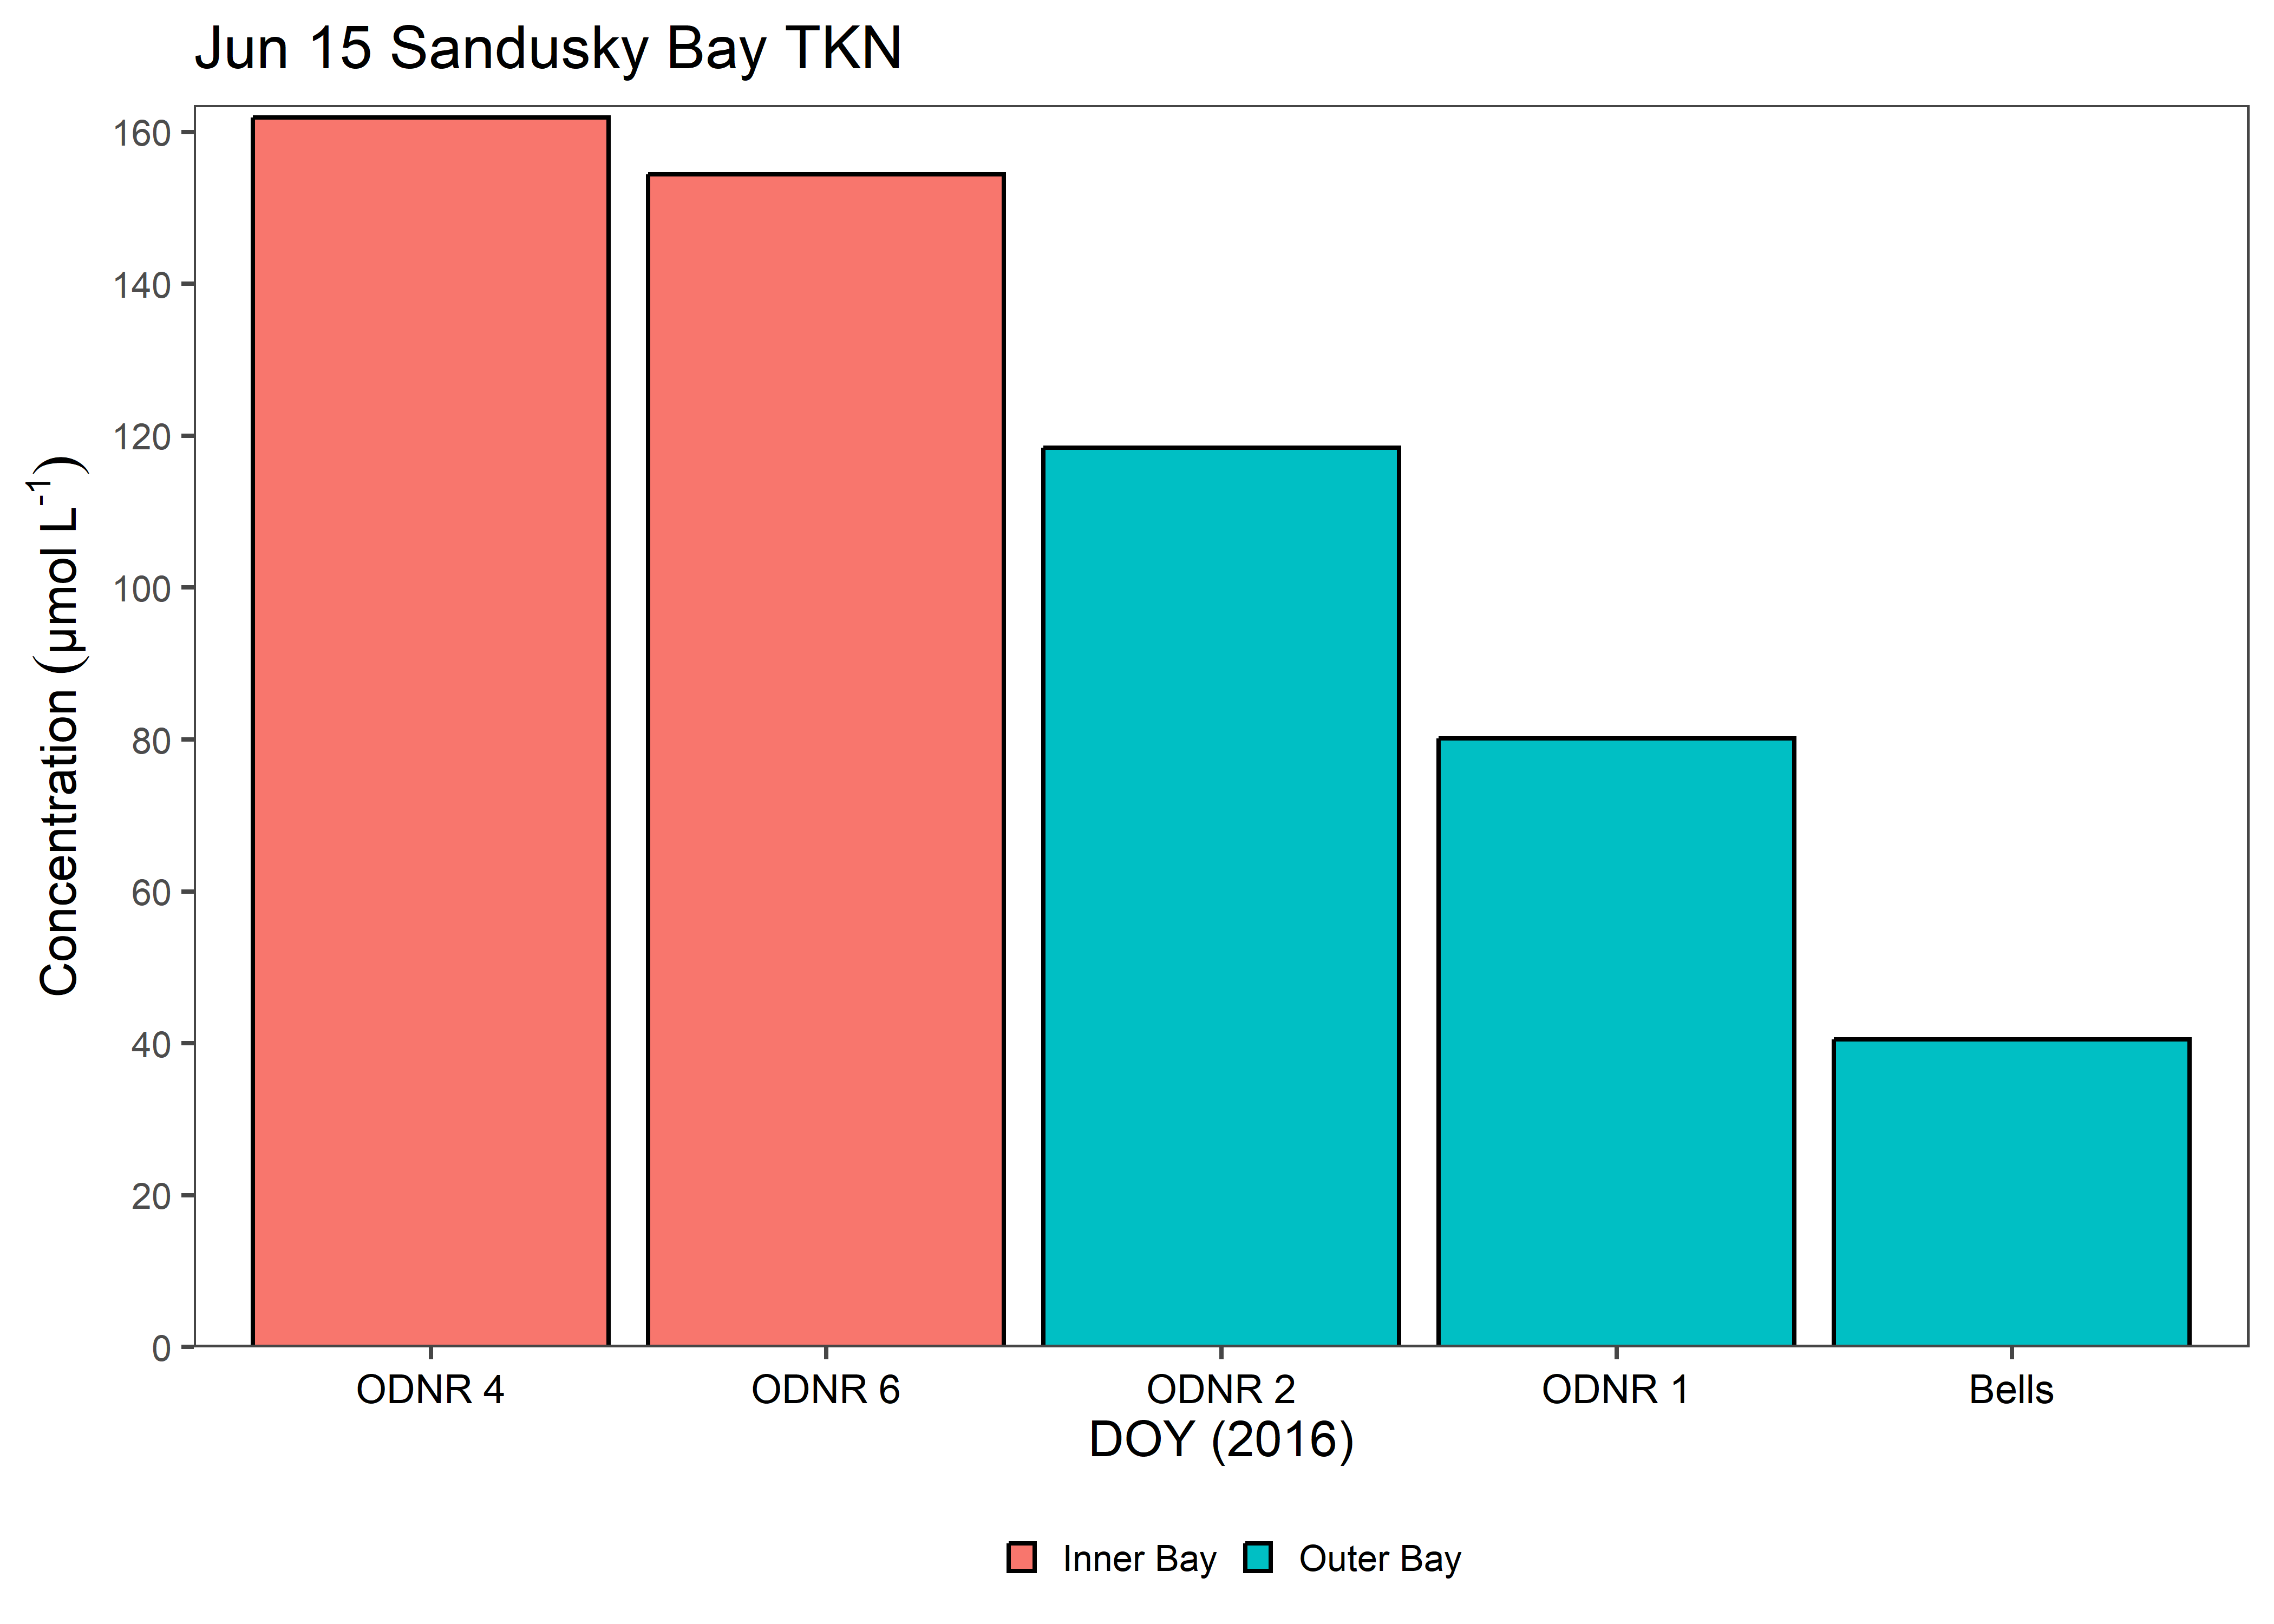 Jun 15 Sandusky Bay TKN
Concentration (µmol L⁻¹)
160
140
120
100
80
60
40
20
0
ODNR 4 ODNR 6 ODNR 2 ODNR 1 Bells
DOY (2016)
Inner Bay Outer Bay